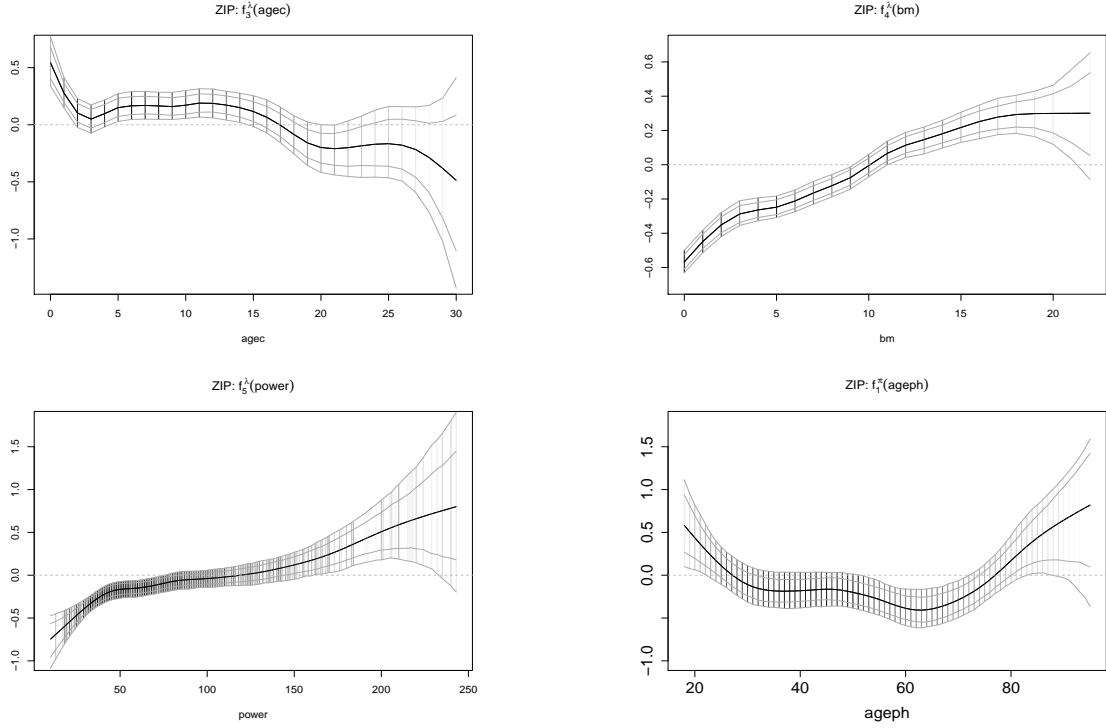 ZIP: f₃^λ(agec)
0.5
0.0
−0.5
−1.0
0 5 10 15 20 25 30
agec
ZIP: f₄^λ(bm)
0.6
0.4
0.2
0.0
−0.2
−0.4
−0.6
0 5 10 15 20
bm
ZIP: f₅^λ(power)
1.5
1.0
0.5
0.0
−0.5
−1.0
50 100 150 200 250
power
ZIP: f₁^π(ageph)
1.5
1.0
0.5
0.0
−1.0
20 40 60 80
ageph